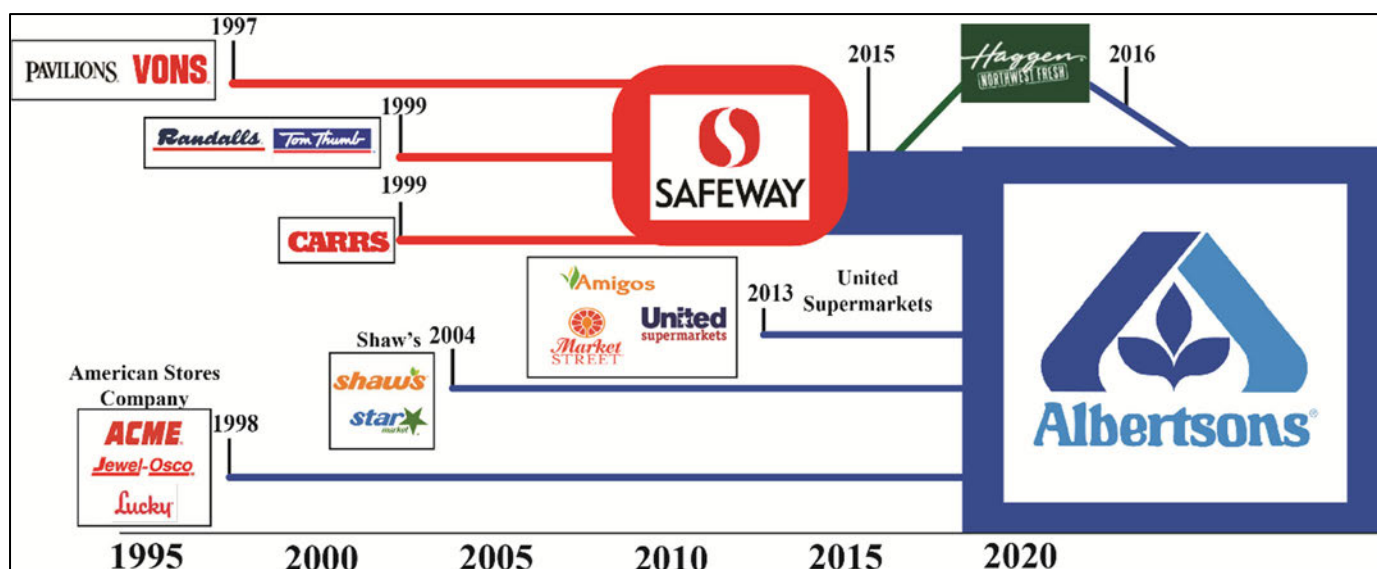 1997
PAVILIONS. VONS.
1999
Randalls. Tom Thumb
1999
CARRS
SAFEWAY
2015
Haggen
NORTHWEST FRESH
2016
Amigos
Market
STREET
United
supermarkets
2013
United
Supermarkets
Shaw's 2004
shaw's
star
market
American Stores
Company
ACME
Jewel-Osco
Lucky
1998
Albertsons®
1995 2000 2005 2010 2015 2020